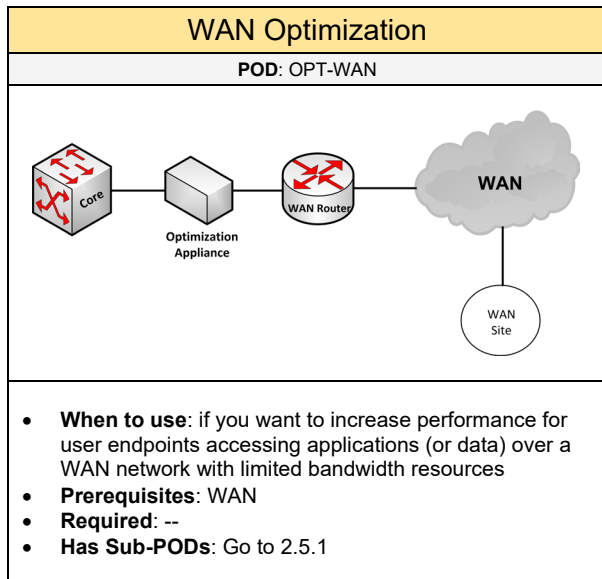 WAN Optimization
POD: OPT-WAN
Core
Optimization
Appliance
WAN Router
WAN
WAN
Site
• When to use: if you want to increase performance for
user endpoints accessing applications (or data) over a
WAN network with limited bandwidth resources
• Prerequisites: WAN
• Required: --
• Has Sub-PODs: Go to 2.5.1